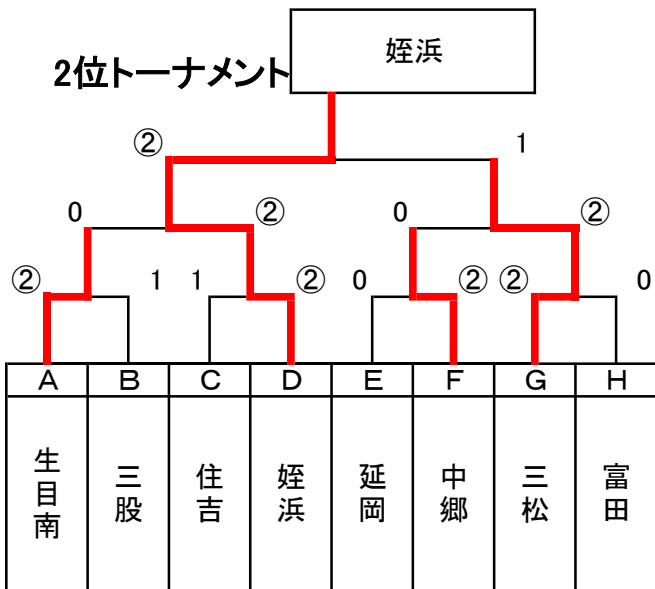 姪浜
2位トーナメント
② 1
0 ② 0 ②
② 1 1 ② 0 ② ② 0
A B C D E F G H
生目南 三股 住吉 姪浜 延岡 中郷 三松 富田